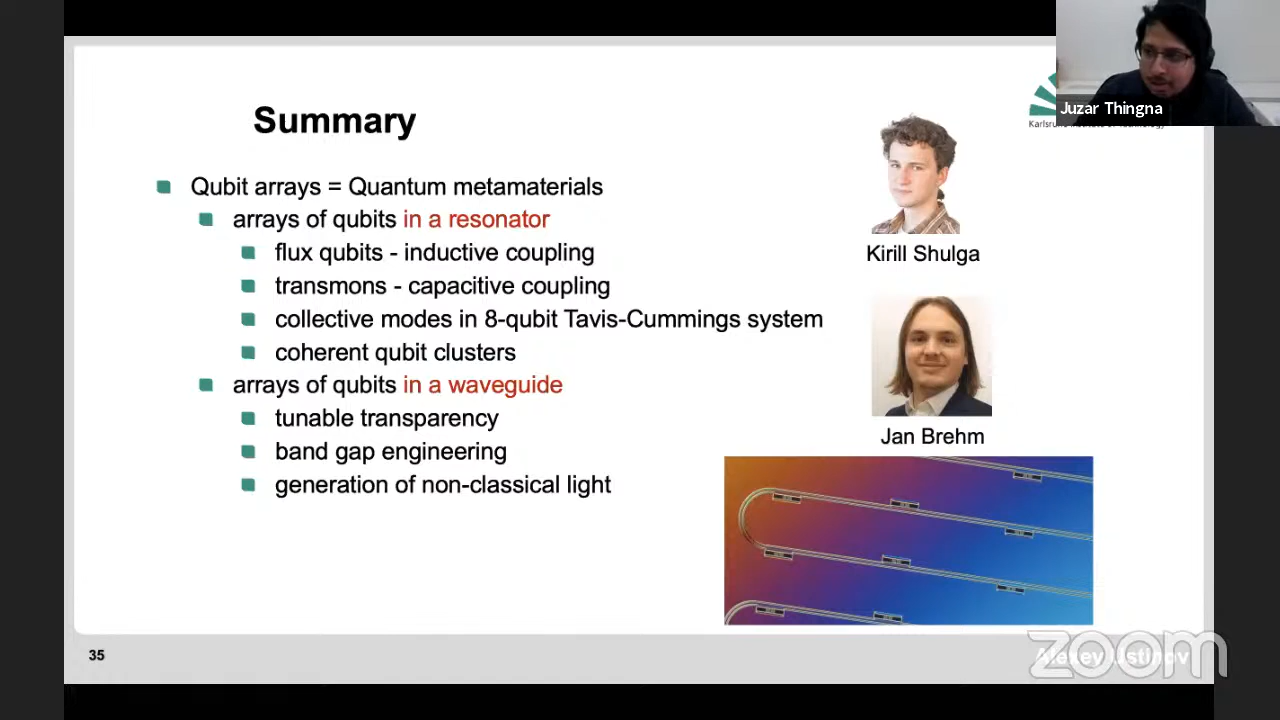 Summary
Qubit arrays = Quantum metamaterials
arrays of qubits in a resonator
flux qubits - inductive coupling
transmons - capacitive coupling
collective modes in 8-qubit Tavis-Cummings system
coherent qubit clusters
arrays of qubits in a waveguide
tunable transparency
band gap engineering
generation of non-classical light
Juzar Thingna
Kirill Shulga
Jan Brehm
35
Alexey Ustinov
zoom